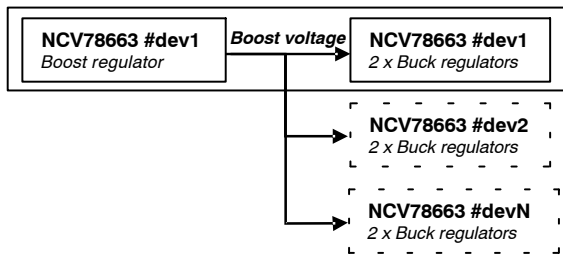 NCV78663 #dev1
Boost regulator
Boost voltage
NCV78663 #dev1
2 x Buck regulators
NCV78663 #dev2
2 x Buck regulators
NCV78663 #devN
2 x Buck regulators